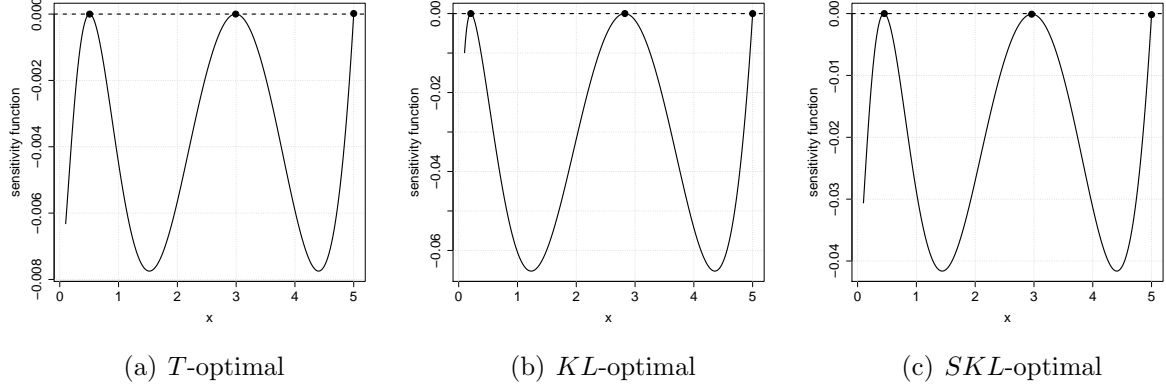 sensitivity function
0.000
−0.002
−0.004
−0.006
−0.008
0 1 2 3 4 5
x
(a) T-optimal
sensitivity function
0.00
−0.02
−0.04
−0.06
0 1 2 3 4 5
x
(b) KL-optimal
sensitivity function
0.00
−0.01
−0.02
−0.03
−0.04
0 1 2 3 4 5
x
(c) SKL-optimal